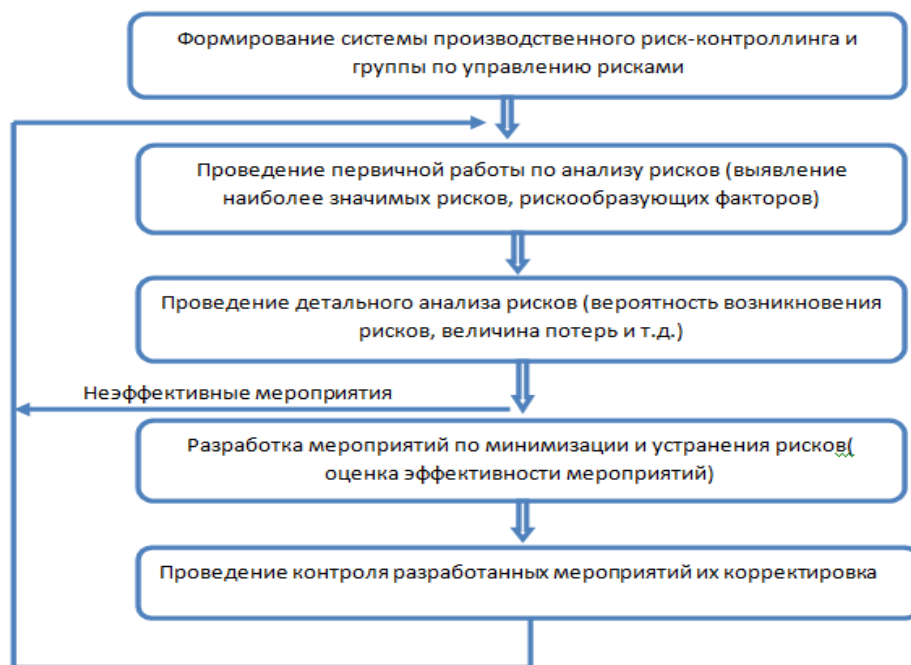 Формирование системы производственного риск-контроллинга и
группы по управлению рисками
Проведение первичной работы по анализу рисков (выявление
наиболее значимых рисков, рискообразующих факторов)
Проведение детального анализа рисков (вероятность возникновения
рисков, величина потерь и т.д.)
Неэффективные мероприятия
Разработка мероприятий по минимизации и устранения рисков(
оценка эффективности мероприятий)
Проведение контроля разработанных мероприятий их корректировка